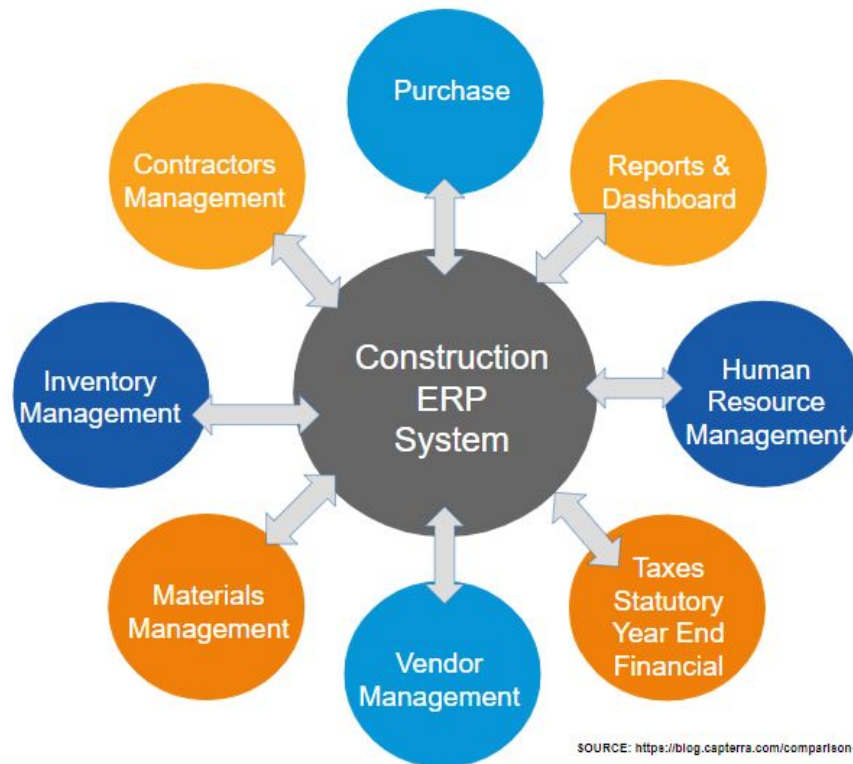 Purchase
Contractors
Management
Reports &
Dashboard
Construction
ERP
System
Inventory
Management
Human
Resource
Management
Materials
Management
Vendor
Management
Taxes
Statutory
Year End
Financial
SOURCE: https://blog.capterra.com/comparison